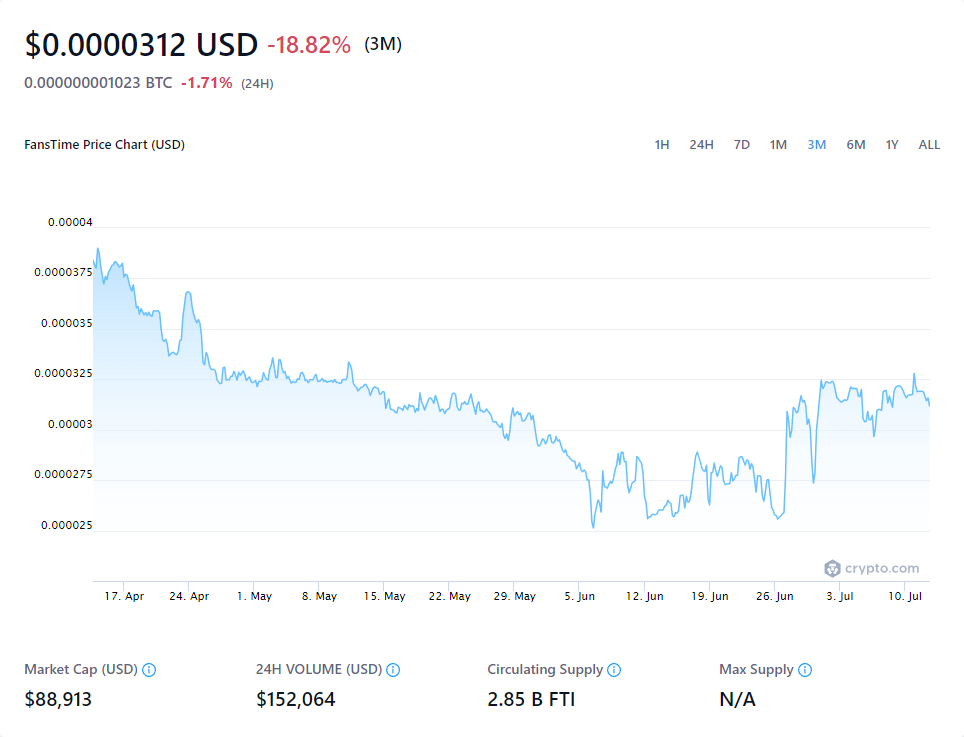 $0.0000312 USD -18.82% (3M)
0.000000001023 BTC -1.71% (24H)
FansTime Price Chart (USD) 1H 24H 7D 1M 3M 6M 1Y ALL
0.00004
0.0000375
0.000035
0.0000325
0.00003
0.0000275
0.000025
crypto.com
17. Apr 24. Apr 1. May 8. May 15. May 22. May 29. May 5. Jun 12. Jun 19. Jun 26. Jun 3. Jul 10. Jul
Market Cap (USD) 24H VOLUME (USD) Circulating Supply Max Supply
$88,913 $152,064 2.85 B FTI N/A